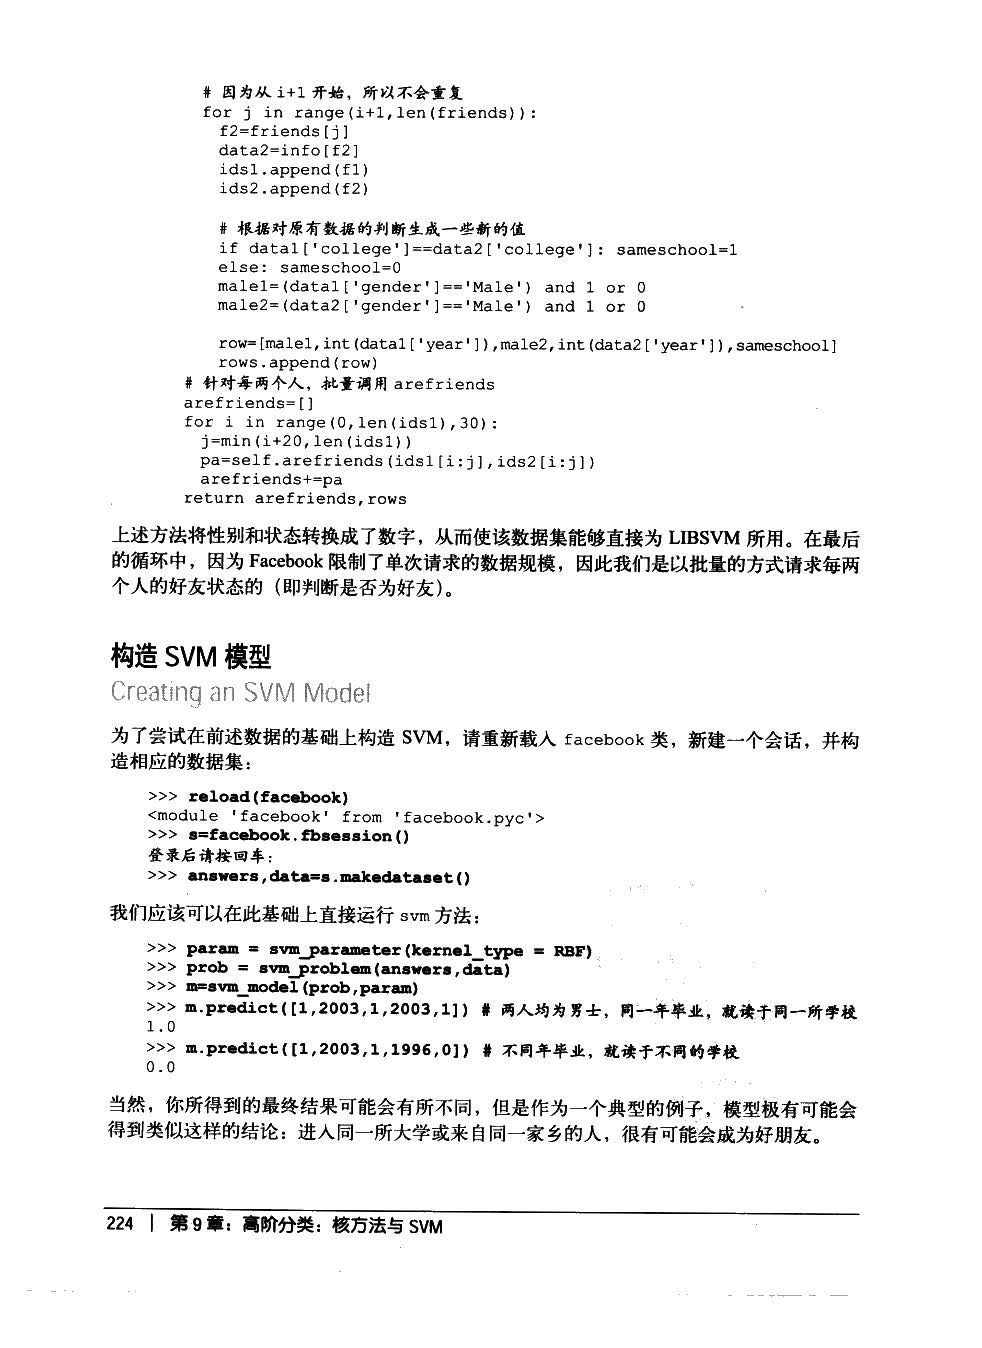 # 因为从 i+1 开始，所以不会重复
for j in range(i+1,len(friends)):
f2=friends[j]
data2=info[f2]
ids1.append(f1)
ids2.append(f2)
# 根据对原有数据的判断生成一些新的值
if data1['college']==data2['college']: sameschool=1
else: sameschool=0
male1=(data1['gender']=='Male') and 1 or 0
male2=(data2['gender']=='Male') and 1 or 0
row=[male1,int(data1['year']),male2,int(data2['year']),sameschool]
rows.append(row)
# 针对每两个人，批量调用 arefriends
arefriends=[]
for i in range(0,len(ids1),30):
j=min(i+20,len(ids1))
pa=self.arefriends(ids1[i:j],ids2[i:j])
arefriends+=pa
return arefriends,rows
上述方法将性别和状态转换成了数字，从而使该数据集能够直接为 LIBSVM 所用。在最后
的循环中，因为 Facebook 限制了单次请求的数据规模，因此我们是以批量的方式请求每两
个人的好友状态的（即判断是否为好友）。
构造 SVM 模型
Creating an SVM Model
为了尝试在前述数据的基础上构造 SVM，请重新载入 facebook 类，新建一个会话，并构
造相应的数据集：
>>> reload(facebook)
<module 'facebook' from 'facebook.pyc'>
>>> s=facebook.fbsession()
登录后请按回车：
>>> answers,data=s.makedataset()
我们应该可以在此基础上直接运行 svm 方法：
>>> param = svm_parameter(kernel_type = RBF)
>>> prob = svm_problem(answers,data)
>>> m=svm_model(prob,param)
>>> m.predict([1,2003,1,2003,1]) # 两人均为男士，同一年毕业，就读于同一所学校
1.0
>>> m.predict([1,2003,1,1996,0]) # 不同年毕业，就读于不同的学校
0.0
当然，你所得到的最终结果可能会有所不同，但是作为一个典型的例子，模型极有可能会
得到类似这样的结论：进入同一所大学或来自同一家乡的人，很有可能会成为好朋友。
224 | 第 9 章：高阶分类：核方法与 SVM